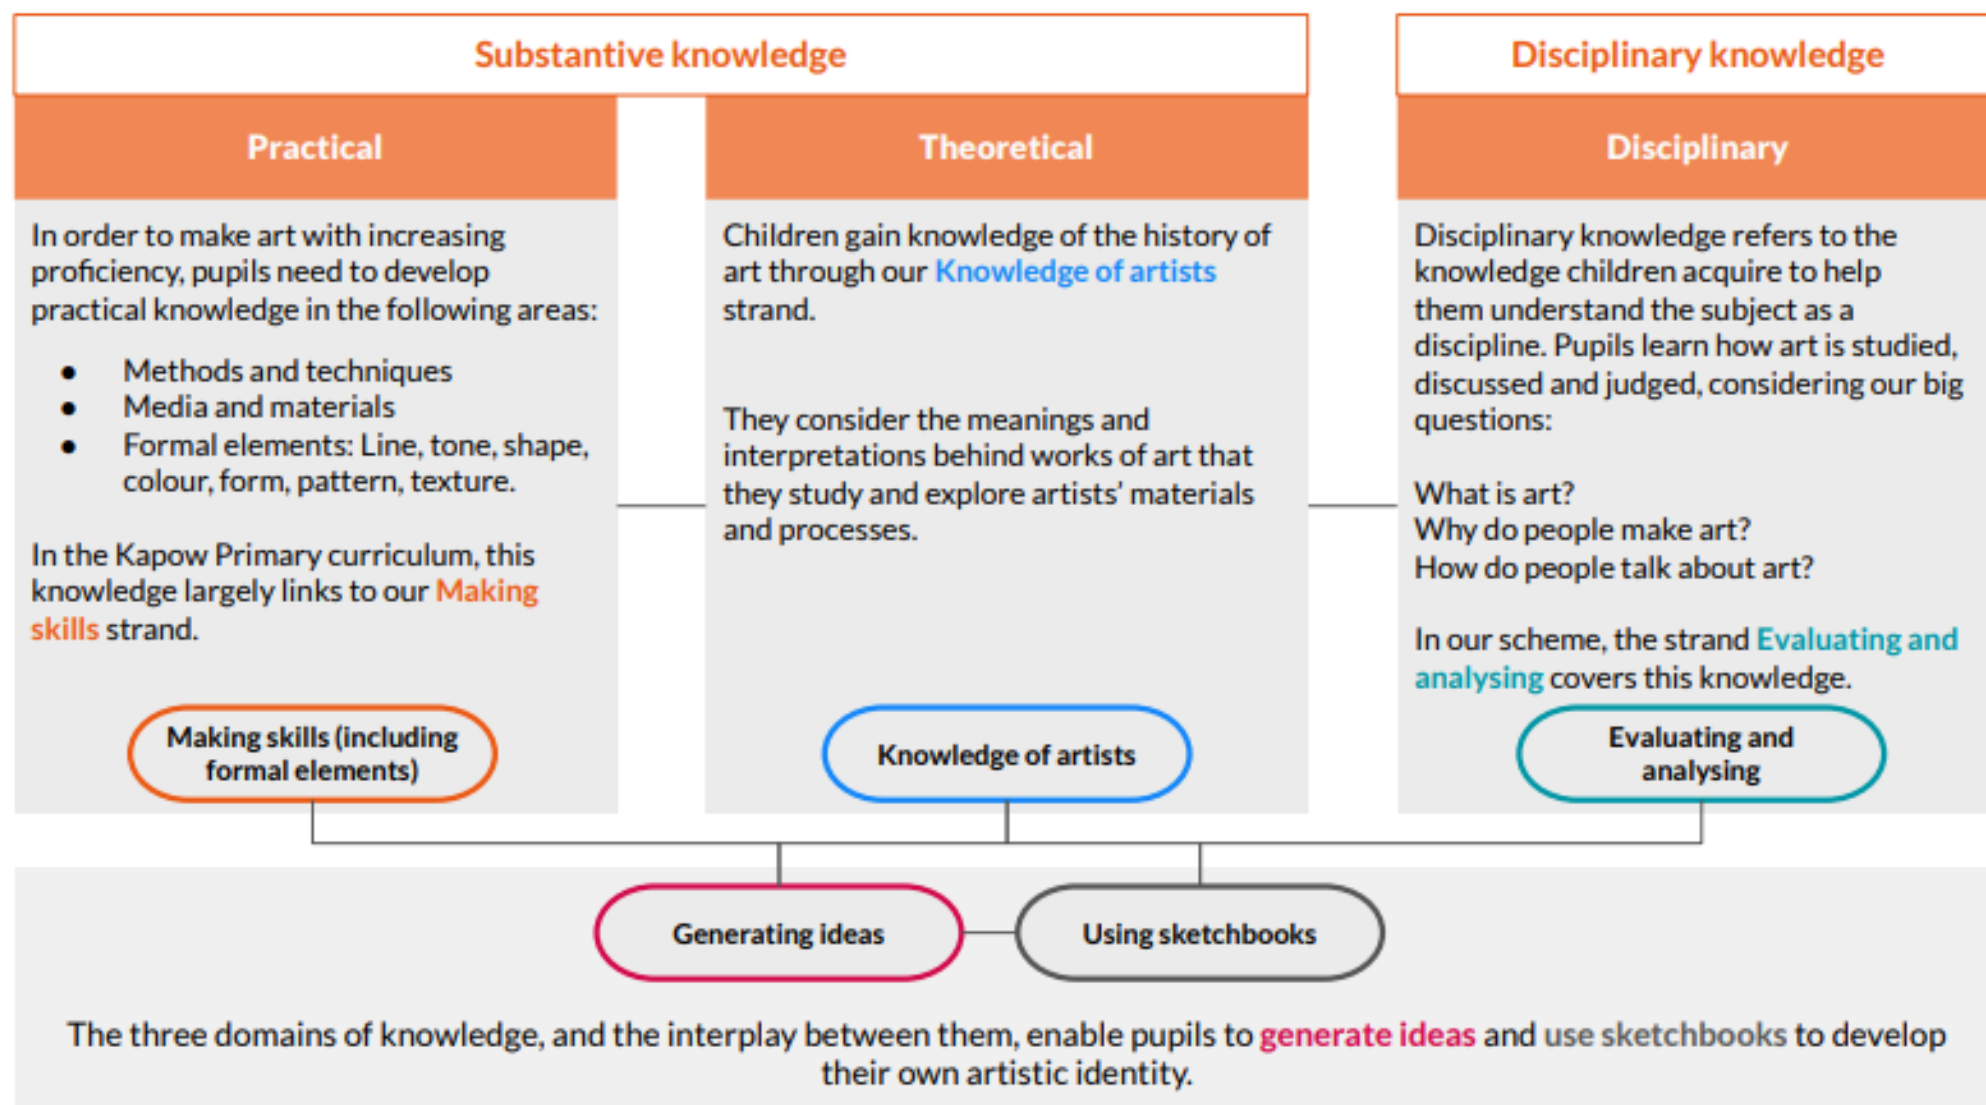 Substantive knowledge
Disciplinary knowledge
Practical
In order to make art with increasing
proficiency, pupils need to develop
practical knowledge in the following areas:
● Methods and techniques
● Media and materials
● Formal elements: Line, tone, shape,
colour, form, pattern, texture.
In the Kapow Primary curriculum, this
knowledge largely links to our Making
skills strand.
Making skills (including
formal elements)
Theoretical
Children gain knowledge of the history of
art through our Knowledge of artists
strand.
They consider the meanings and
interpretations behind works of art that
they study and explore artists’ materials
and processes.
Knowledge of artists
Disciplinary
Disciplinary knowledge refers to the
knowledge children acquire to help
them understand the subject as a
discipline. Pupils learn how art is studied,
discussed and judged, considering our big
questions:
What is art?
Why do people make art?
How do people talk about art?
In our scheme, the strand Evaluating and
analysing covers this knowledge.
Evaluating and
analysing
Generating ideas
Using sketchbooks
The three domains of knowledge, and the interplay between them, enable pupils to generate ideas and use sketchbooks to develop
their own artistic identity.